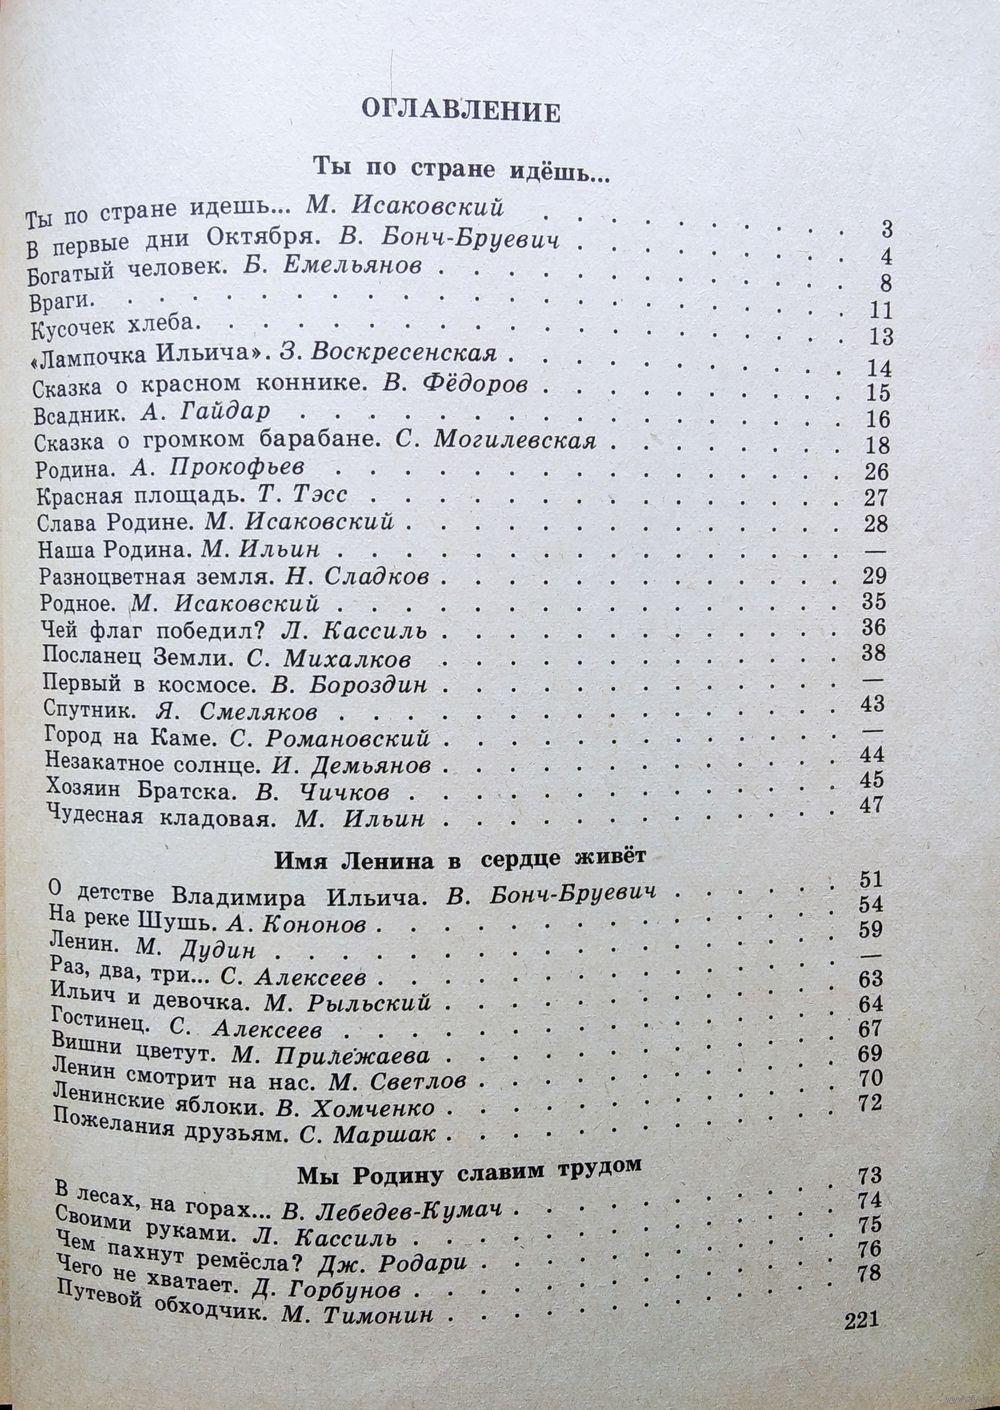 ОГЛАВЛЕНИЕ
Ты по стране идёшь...
Ты по стране идешь... М. Исаковский . . . . . . . . . . 3
В первые дни Октября. В. Бонч-Бруевич . . . . . . . . . 4
Богатый человек. Б. Емельянов . . . . . . . . . . . . . 8
Враги. . . . . . . . . . . . . . . . . . . . . . . 11
Кусочек хлеба. . . . . . . . . . . . . . . . . . . . 13
«Лампочка Ильича». З. Воскресенская . . . . . . . . . . . 14
Сказка о красном коннике. В. Фёдоров . . . . . . . . . . 15
Всадник. А. Гайдар . . . . . . . . . . . . . . . . . 16
Сказка о громком барабане. С. Могилевская . . . . . . . . 18
Родина. А. Прокофьев . . . . . . . . . . . . . . . . 26
Красная площадь. Т. Тэсс . . . . . . . . . . . . . . . 27
Слава Родине. М. Исаковский . . . . . . . . . . . . . . 28
Наша Родина. М. Ильин . . . . . . . . . . . . . . . . —
Разноцветная земля. Н. Сладков . . . . . . . . . . . . . 29
Родное. М. Исаковский . . . . . . . . . . . . . . . . 35
Чей флаг победил? Л. Кассиль . . . . . . . . . . . . . 36
Посланец Земли. С. Михалков . . . . . . . . . . . . . 38
Первый в космосе. В. Бороздин . . . . . . . . . . . . . —
Спутник. Я. Смеляков . . . . . . . . . . . . . . . . 43
Город на Каме. С. Романовский . . . . . . . . . . . . . —
Незакатное солнце. И. Демьянов . . . . . . . . . . . . . 44
Хозяин Братска. В. Чичков . . . . . . . . . . . . . . 45
Чудесная кладовая. М. Ильин . . . . . . . . . . . . . 47
Имя Ленина в сердце живёт
О детстве Владимира Ильича. В. Бонч-Бруевич . . . . . . 51
На реке Шушь. А. Кононов . . . . . . . . . . . . . . . 54
Ленин. М. Дудин . . . . . . . . . . . . . . . . . . 59
Раз, два, три... С. Алексеев . . . . . . . . . . . . . . . —
Ильич и девочка. М. Рыльский . . . . . . . . . . . . . 63
Гостинец. С. Алексеев . . . . . . . . . . . . . . . . 64
Вишни цветут. М. Прилежаева . . . . . . . . . . . . . 67
Ленин смотрит на нас. М. Светлов . . . . . . . . . . . . 69
Ленинские яблоки. В. Хомченко . . . . . . . . . . . . . 70
Пожелания друзьям. С. Маршак . . . . . . . . . . . . . 72
Мы Родину славим трудом
В лесах, на горах... В. Лебедев-Кумач . . . . . . . . . . . 73
Своими руками. Л. Кассиль . . . . . . . . . . . . . . 74
Чем пахнут ремёсла? Дж. Родари . . . . . . . . . . . . 75
Чего не хватает. Д. Горбунов . . . . . . . . . . . . . . 76
Путевой обходчик. М. Тимонин . . . . . . . . . . . . . 78
221